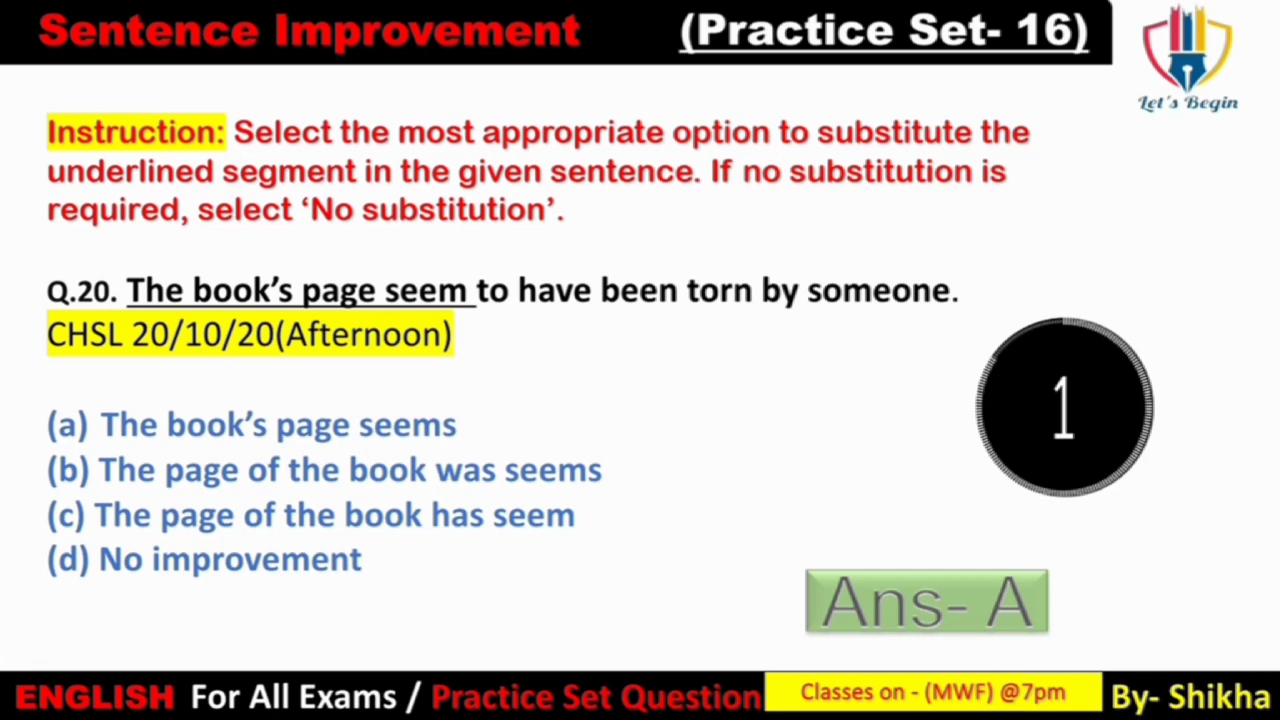 Sentence Improvement (Practice Set- 16)
Let's Begin
Instruction: Select the most appropriate option to substitute the
underlined segment in the given sentence. If no substitution is
required, select ‘No substitution’.
Q.20. The book’s page seem to have been torn by someone.
CHSL 20/10/20(Afternoon)
1
(a) The book’s page seems
(b) The page of the book was seems
(c) The page of the book has seem
(d) No improvement
Ans- A
ENGLISH For All Exams / Practice Set Question Classes on - (MWF) @7pm By- Shikha